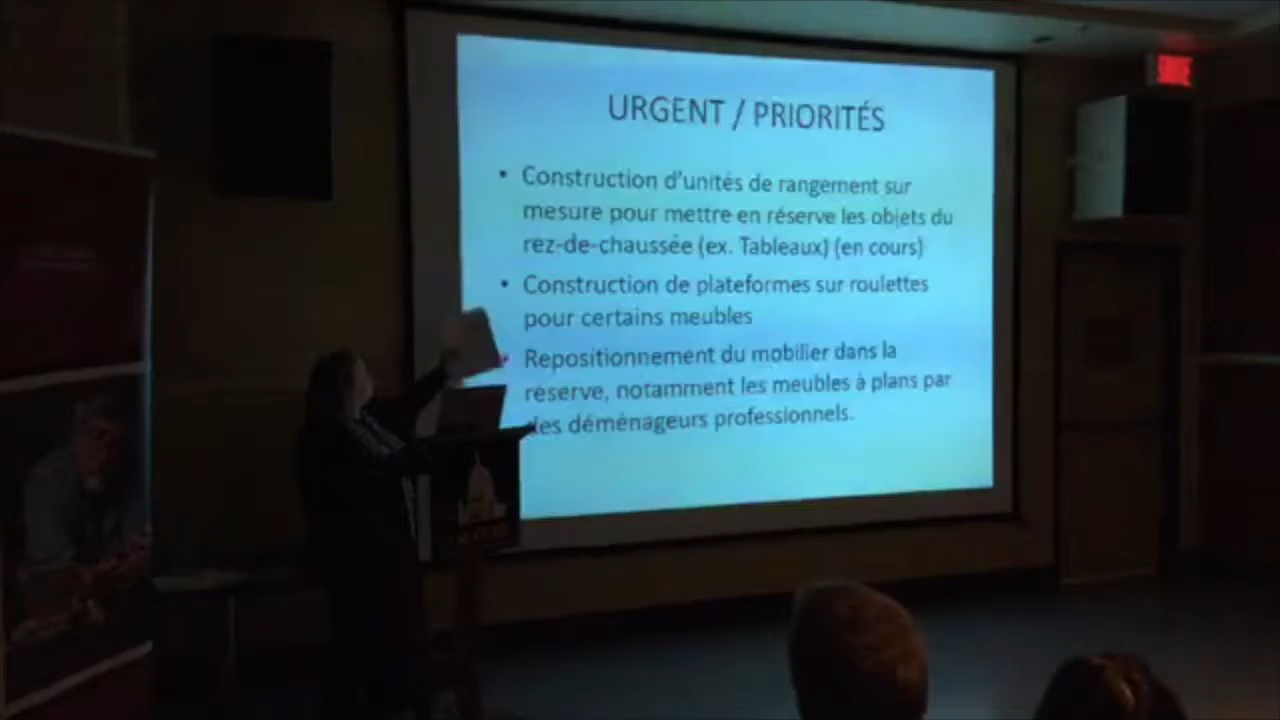 URGENT / PRIORITÉS
• Construction d'unités de rangement sur
mesure pour mettre en réserve les objets du
rez-de-chaussée (ex. Tableaux) (en cours)
• Construction de plateformes sur roulettes
pour certains meubles
• Repositionnement du mobilier dans la
réserve, notamment les meubles à plans par
des déménageurs professionnels.